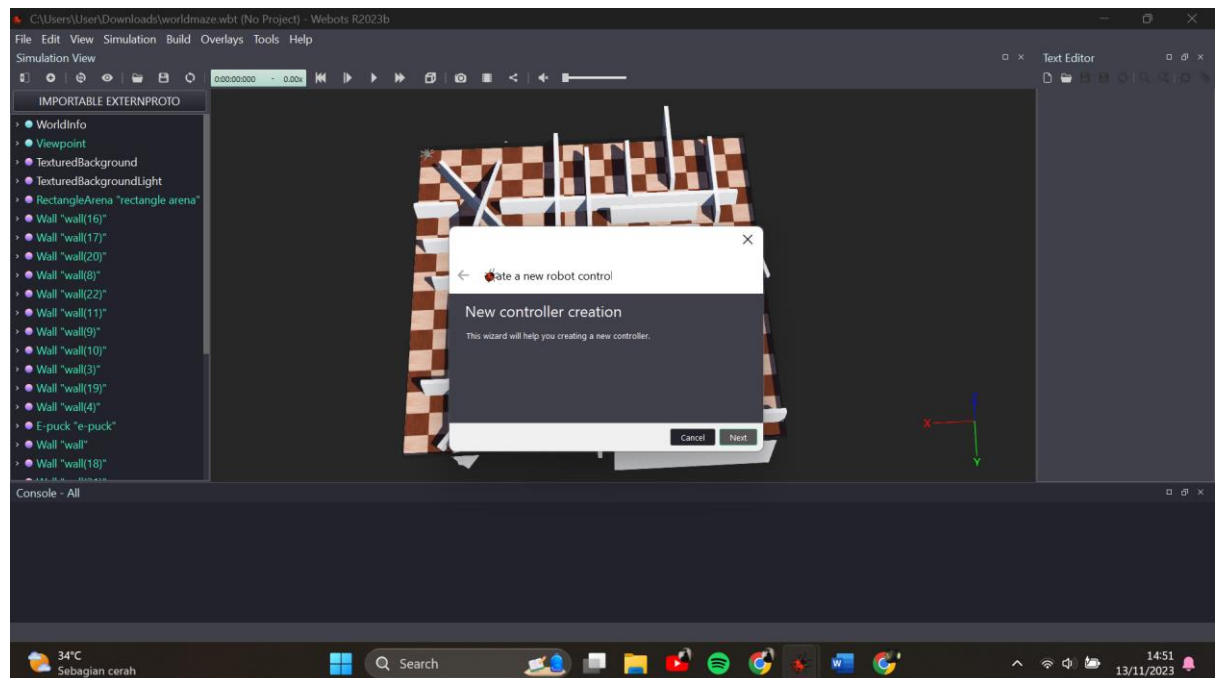 C:\Users\User\Downloads\worldmaze.wbt (No Project) - Webots R2023b
File Edit View Simulation Build Overlays Tools Help
Simulation View
Text Editor
0:00:00:000 - 0.00x
IMPORTABLE EXTERNPROTO
WorldInfo
Viewpoint
TexturedBackground
TexturedBackgroundLight
RectangleArena "rectangle arena"
Wall "wall(16)"
Wall "wall(17)"
Wall "wall(20)"
Wall "wall(8)"
Wall "wall(22)"
Wall "wall(11)"
Wall "wall(9)"
Wall "wall(10)"
Wall "wall(3)"
Wall "wall(19)"
Wall "wall(4)"
E-puck "e-puck"
Wall "wall"
Wall "wall(18)"
ate a new robot control
New controller creation
This wizard will help you creating a new controller.
Cancel Next
X
Y
Console - All
34°C
Sebagian cerah
Search
14:51
13/11/2023